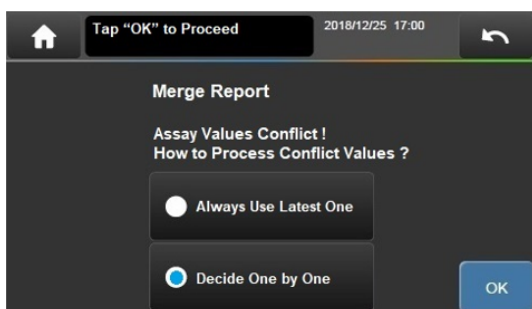 Tap “OK” to Proceed
2018/12/25 17:00
Merge Report
Assay Values Conflict !
How to Process Conflict Values ?
Always Use Latest One
Decide One by One
OK